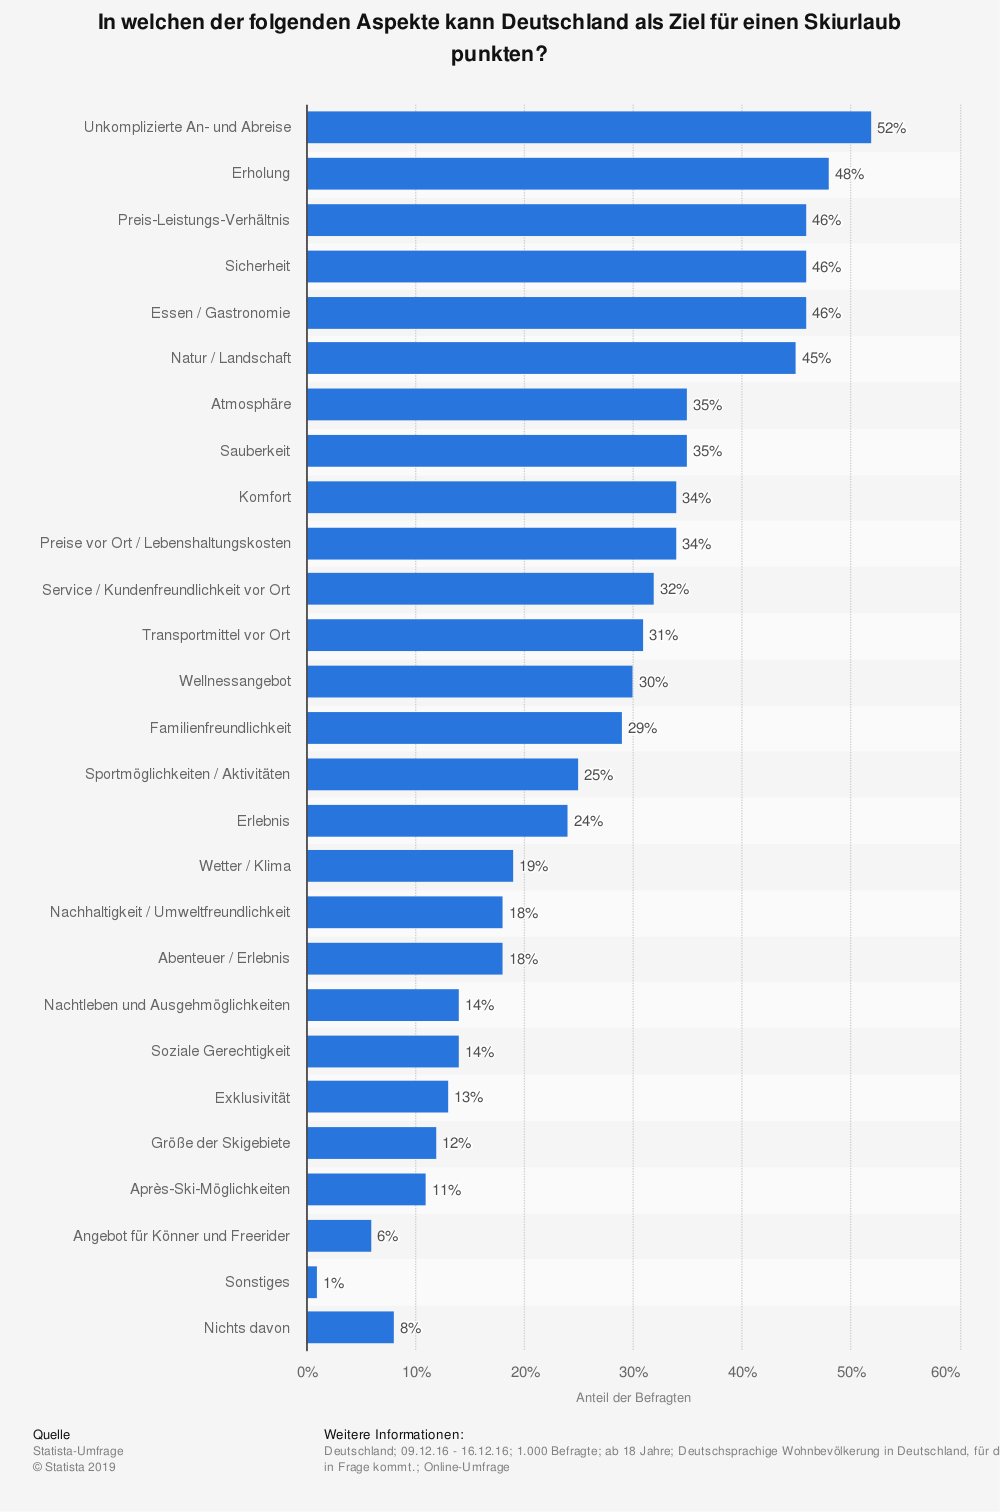 In welchen der folgenden Aspekte kann Deutschland als Ziel für einen Skiurlaub
punkten?
Unkomplizierte An- und Abreise 52%
Erholung 48%
Preis-Leistungs-Verhältnis 46%
Sicherheit 46%
Essen / Gastronomie 46%
Natur / Landschaft 45%
Atmosphäre 35%
Sauberkeit 35%
Komfort 34%
Preise vor Ort / Lebenshaltungskosten 34%
Service / Kundenfreundlichkeit vor Ort 32%
Transportmittel vor Ort 31%
Wellnessangebot 30%
Familienfreundlichkeit 29%
Sportmöglichkeiten / Aktivitäten 25%
Erlebnis 24%
Wetter / Klima 19%
Nachhaltigkeit / Umweltfreundlichkeit 18%
Abenteuer / Erlebnis 18%
Nachtleben und Ausgehmöglichkeiten 14%
Soziale Gerechtigkeit 14%
Exklusivität 13%
Größe der Skigebiete 12%
Après-Ski-Möglichkeiten 11%
Angebot für Könner und Freerider 6%
Sonstiges 1%
Nichts davon 8%
0% 10% 20% 30% 40% 50% 60%
Anteil der Befragten
Quelle
Statista-Umfrage
© Statista 2019
Weitere Informationen:
Deutschland; 09.12.16 - 16.12.16; 1.000 Befragte; ab 18 Jahre; Deutschsprachige Wohnbevölkerung in Deutschland, für
in Frage kommt.; Online-Umfrage